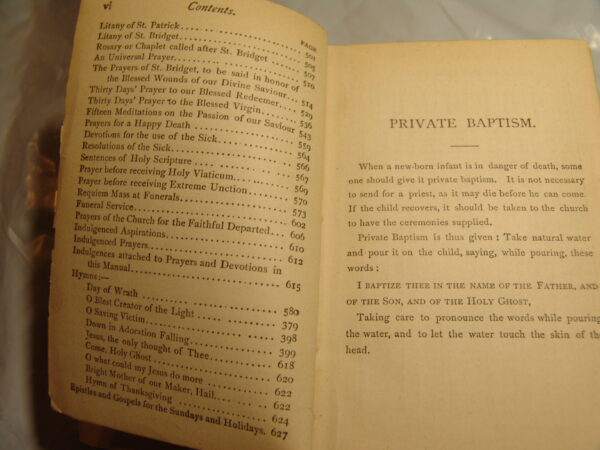 vi Contents.
PAGE
Litany of St. Patrick.................. 501
Litany of St. Bridget.................. 505
Rosary or Chaplet called after St. Bridget ........ 507
An Universal Prayer.................. 510
The Prayers of St. Bridget, to be said in honor of
the Blessed Wounds of our Divine Saviour.... 514
Thirty Days' Prayer to our Blessed Redeemer.... 529
Thirty Days' Prayer to the Blessed Virgin........ 536
Fifteen Meditations on the Passion of our Saviour 543
Prayers for a Happy Death .................. 559
Devotions for the use of the Sick............... 564
Resolutions of the Sick.................. 566
Sentences of Holy Scripture .................. 567
Prayer before receiving Holy Viaticum........ 569
Prayer before receiving Extreme Unction ........ 570
Requiem Mass at Funerals.................. 573
Funeral Service.................. 602
Prayers of the Church for the Faithful Departed... 606
Indulgenced Aspirations.................. 610
Indulgenced Prayers.................. 612
Indulgences attached to Prayers and Devotions in
this Manual.................. 615
Hymns:—
Day of Wrath .................. 580
O Blest Creator of the Light .................. 379
O Saving Victim.................. 398
Down in Adoration Falling.................. 399
Jesus, the only thought of Thee............... 618
Come, Holy Ghost.................. 620
O what could my Jesus do more ............ 622
Bright Mother of our Maker, Hail............ 622
Hymn of Thanksgiving .................. 624
Epistles and Gospels for the Sundays and Holidays. 627
PRIVATE BAPTISM.
When a new-born infant is in danger of death, some
one should give it private baptism. It is not necessary
to send for a priest, as it may die before he can come.
If the child recovers, it should be taken to the church
to have the ceremonies supplied.
Private Baptism is thus given: Take natural water
and pour it on the child, saying, while pouring, these
words:
I BAPTIZE THEE IN THE NAME OF THE FATHER, AND
OF THE SON, AND OF THE HOLY GHOST,
Taking care to pronounce the words while pouring
the water, and to let the water touch the skin of the
head.